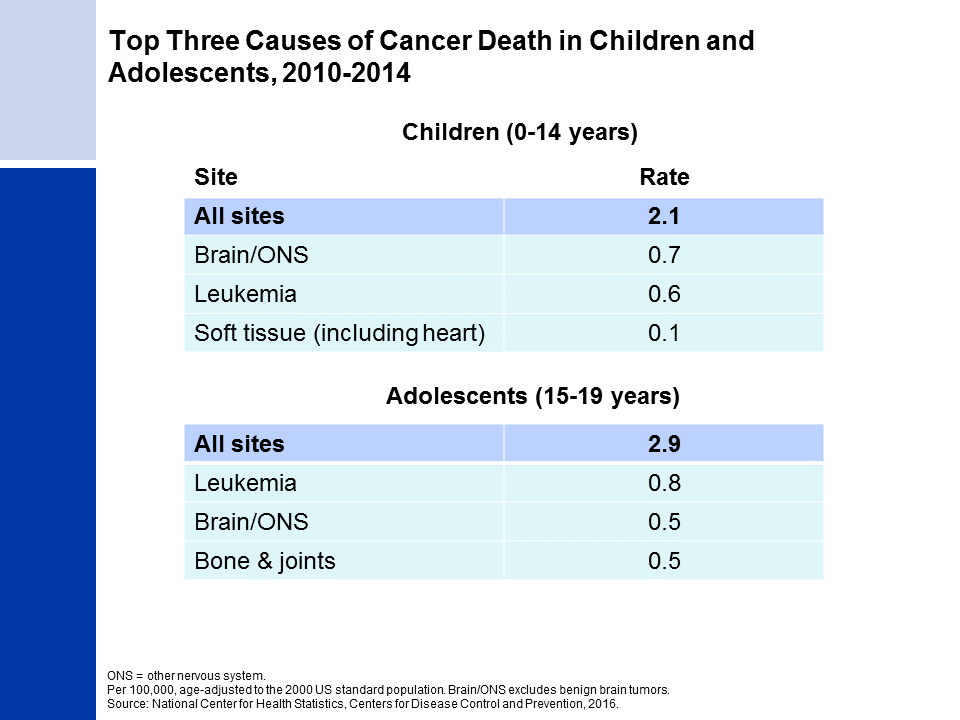 Top Three Causes of Cancer Death in Children and
Adolescents, 2010-2014
Children (0-14 years)
Site Rate
All sites 2.1
Brain/ONS 0.7
Leukemia 0.6
Soft tissue (including heart) 0.1
Adolescents (15-19 years)
All sites 2.9
Leukemia 0.8
Brain/ONS 0.5
Bone & joints 0.5
ONS = other nervous system.
Per 100,000, age-adjusted to the 2000 US standard population. Brain/ONS excludes benign brain tumors.
Source: National Center for Health Statistics, Centers for Disease Control and Prevention, 2016.